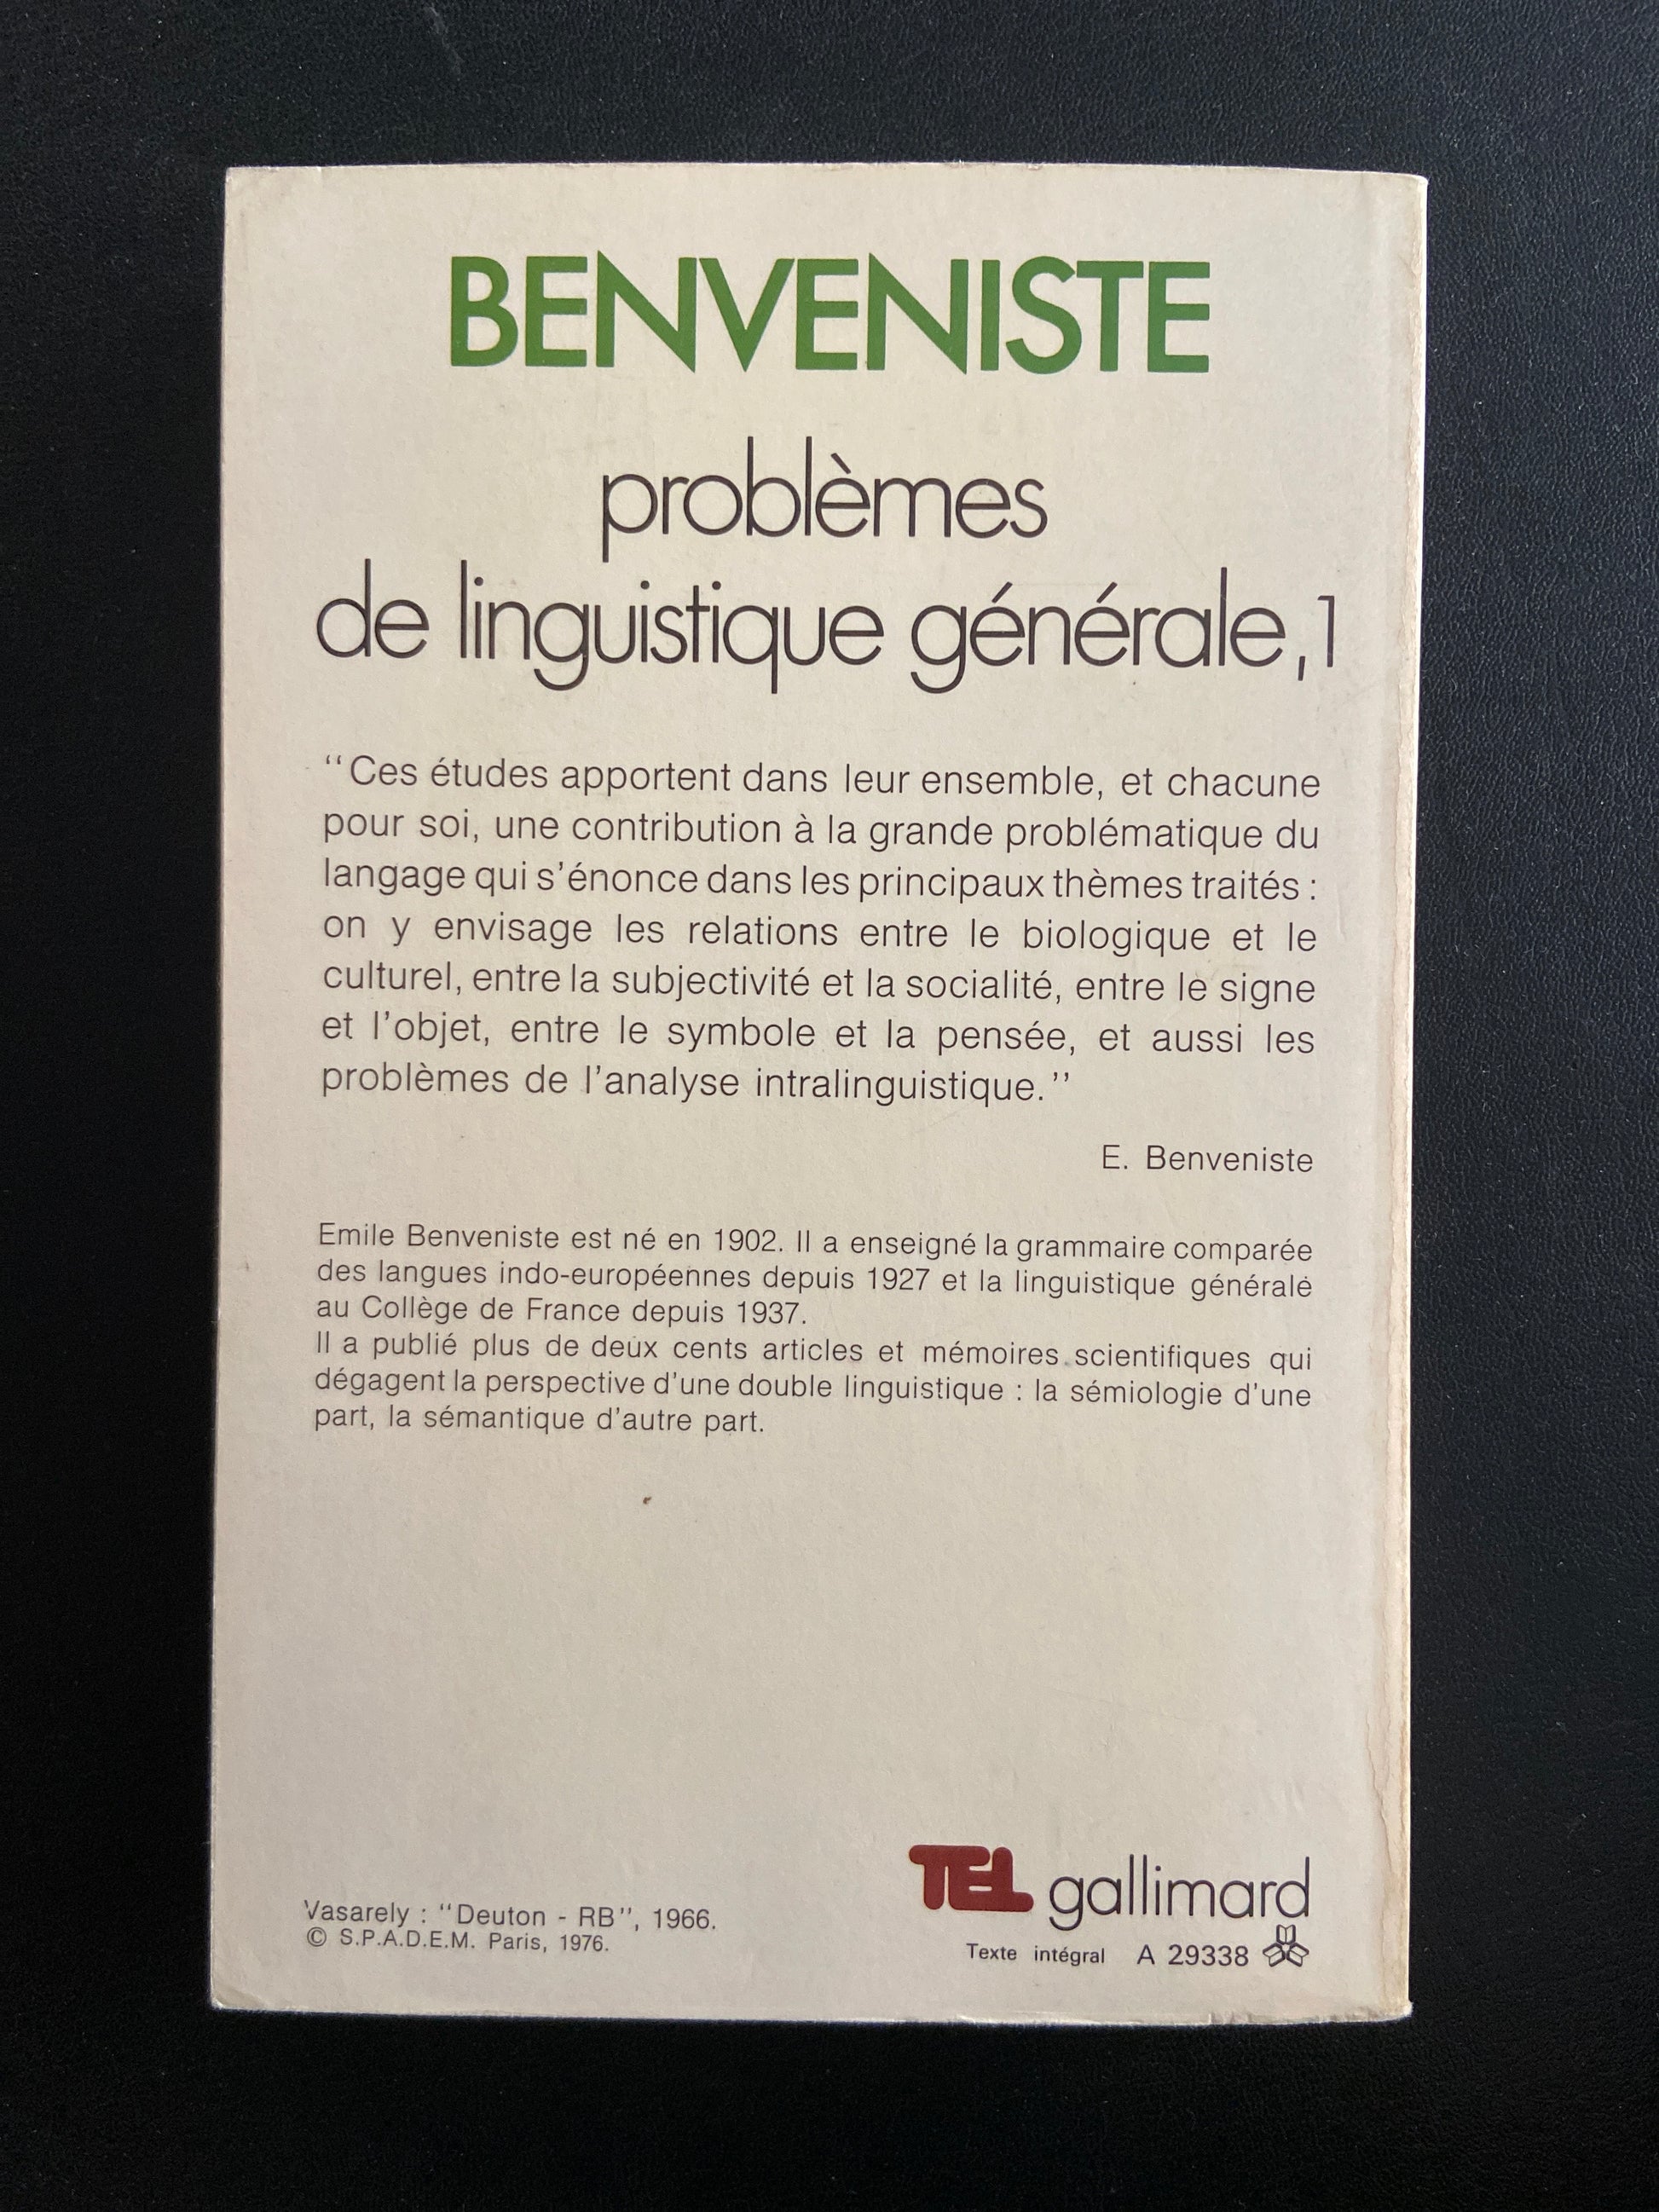 BENVENISTE
problèmes
de linguistique générale,1
‘‘Ces études apportent dans leur ensemble, et chacune
pour soi, une contribution à la grande problématique du
langage qui s’énonce dans les principaux thèmes traités :
on y envisage les relations entre le biologique et le
culturel, entre la subjectivité et la socialité, entre le signe
et l’objet, entre le symbole et la pensée, et aussi les
problèmes de l’analyse intralinguistique.’’
E. Benveniste
Emile Benveniste est né en 1902. Il a enseigné la grammaire comparée
des langues indo-européennes depuis 1927 et la linguistique générale
au Collège de France depuis 1937.
Il a publié plus de deux cents articles et mémoires scientifiques qui
dégagent la perspective d’une double linguistique : la sémiologie d’une
part, la sémantique d’autre part.
Vasarely : ‘‘Deuton - RB’’, 1966.
© S.P.A.D.E.M. Paris, 1976.
TEL gallimard
Texte intégral A 29338